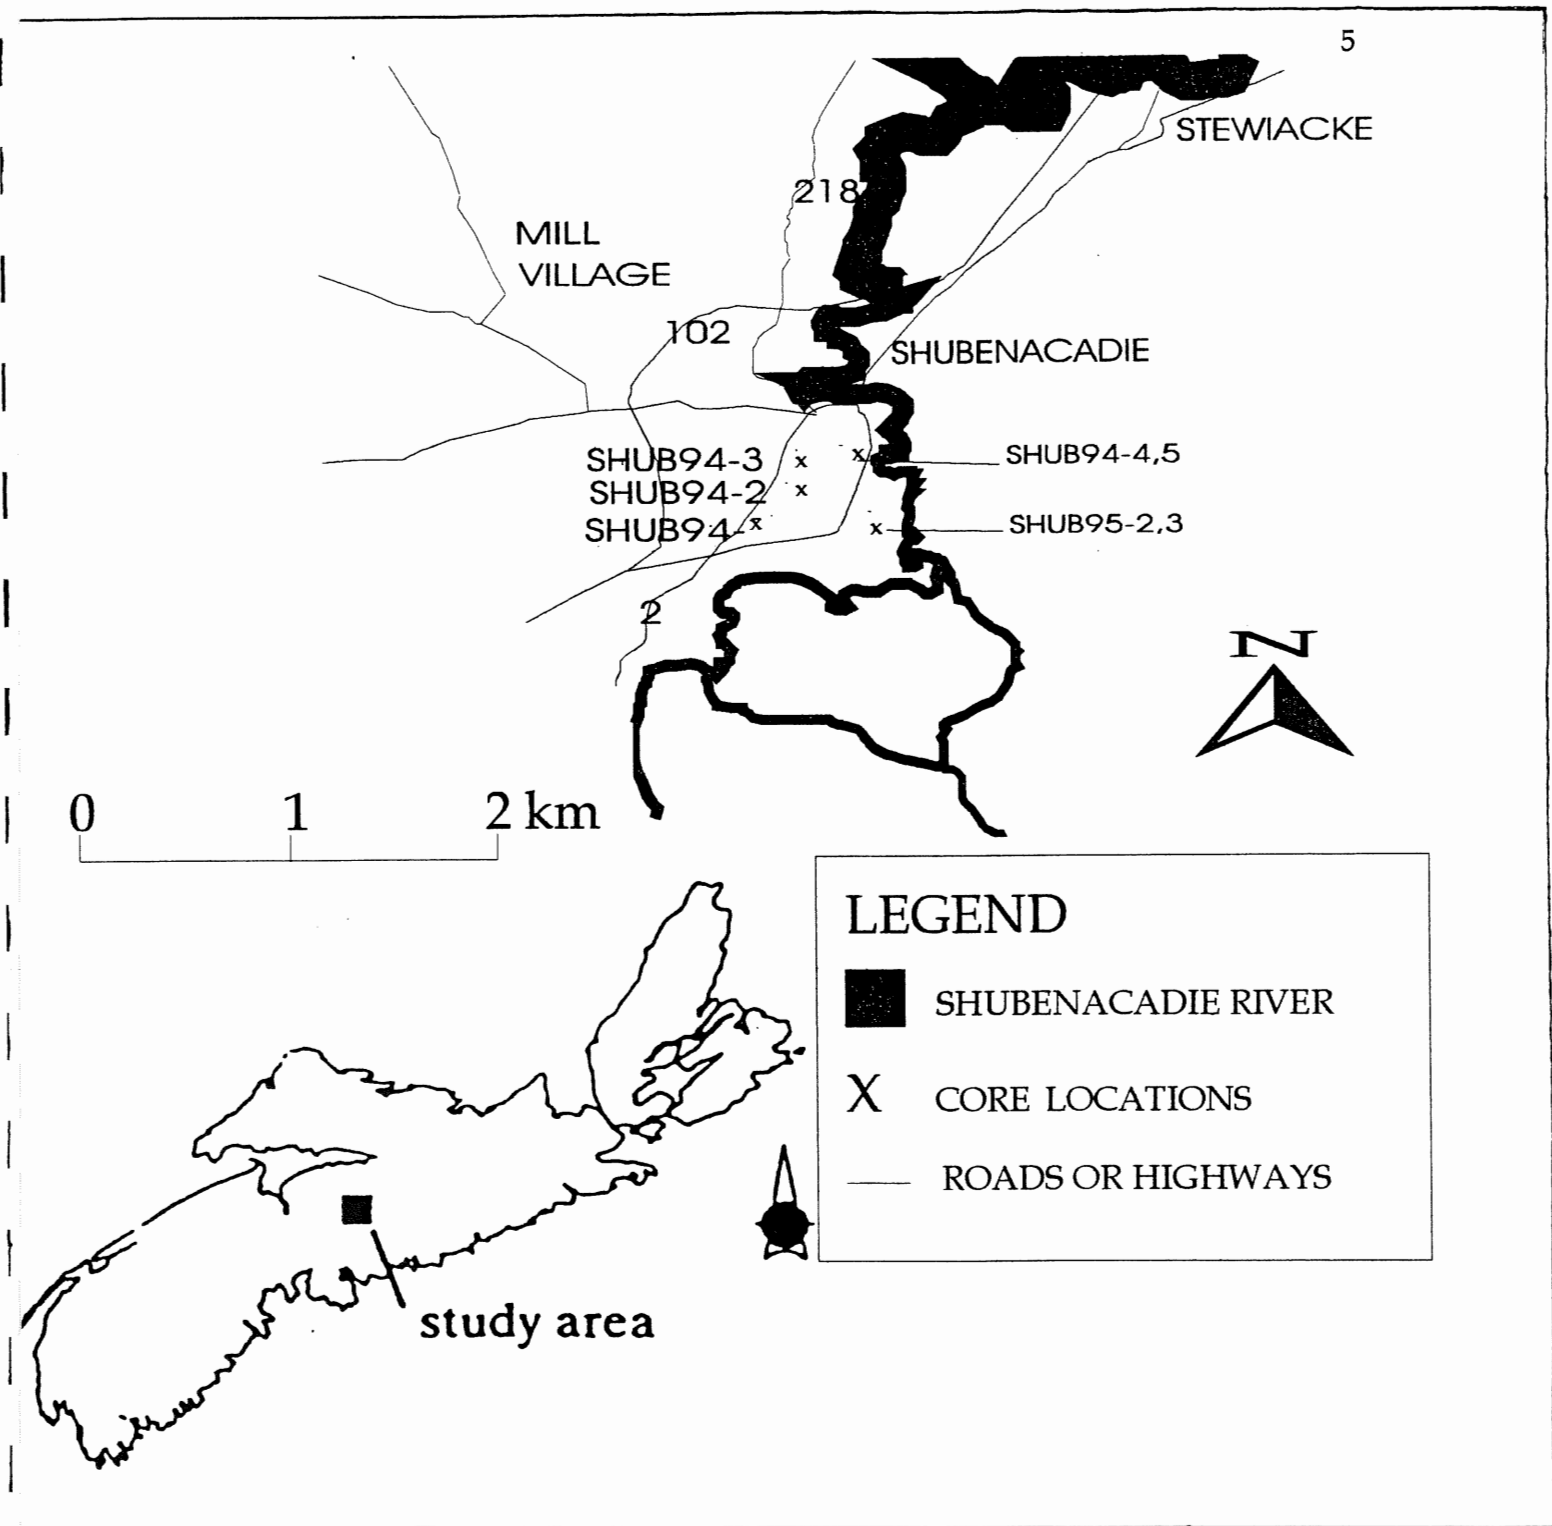 5
STEWIACKE
218
MILL
VILLAGE
102
SHUBENACADIE
SHUB94-3 x
x SHUB94-4,5
SHUB94-2 x
SHUB94- x
x SHUB95-2,3
2
N
0 1 2 km
LEGEND
SHUBENACADIE RIVER
X CORE LOCATIONS
ROADS OR HIGHWAYS
study area